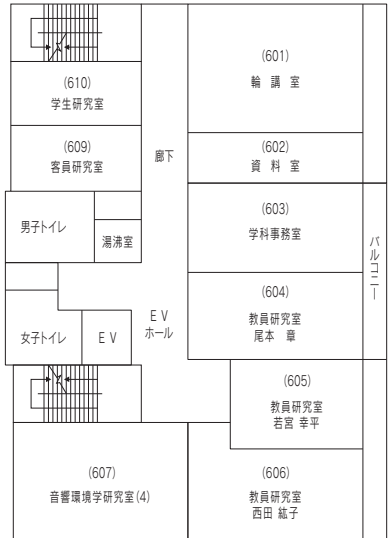 (601)
輪 講 室
(610)
学生研究室
(609)
客員研究室
廊下
(602)
資 料 室
(603)
学科事務室
男子トイレ
湯沸室
バルコニー
(604)
教員研究室
尾本 章
EV
ホール
女子トイレ
EV
(605)
教員研究室
若宮 幸平
(607)
音響環境学研究室(4)
(606)
教員研究室
西田 紘子